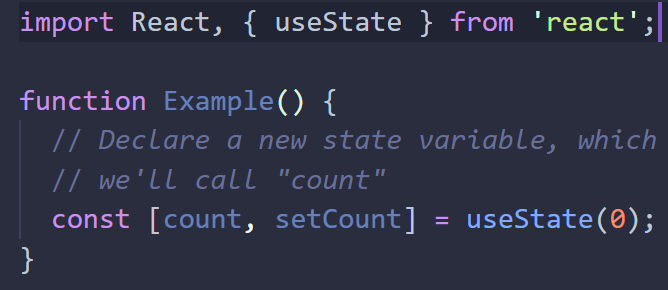 import React, { useState } from 'react';
function Example() {
// Declare a new state variable, which
// we'll call "count"
const [count, setCount] = useState(0);
}